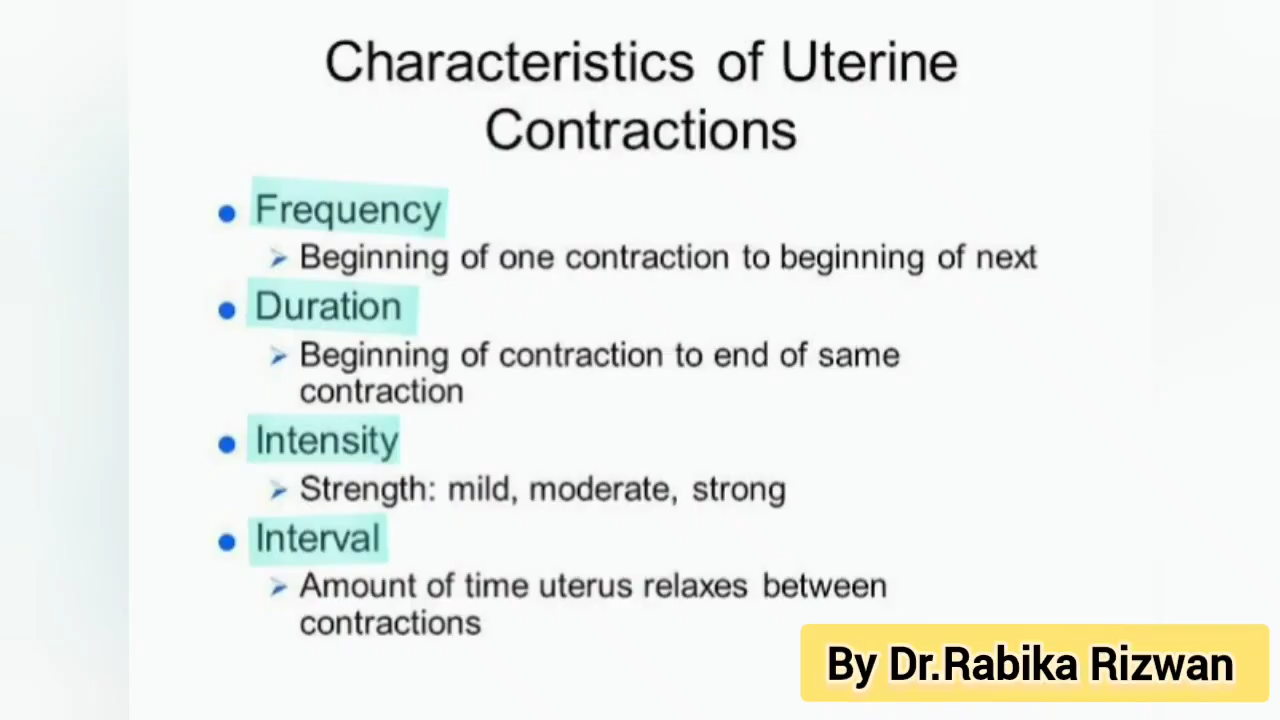 Characteristics of Uterine
Contractions
Frequency
Beginning of one contraction to beginning of next
Duration
Beginning of contraction to end of same
contraction
Intensity
Strength: mild, moderate, strong
Interval
Amount of time uterus relaxes between
contractions
By Dr.Rabika Rizwan